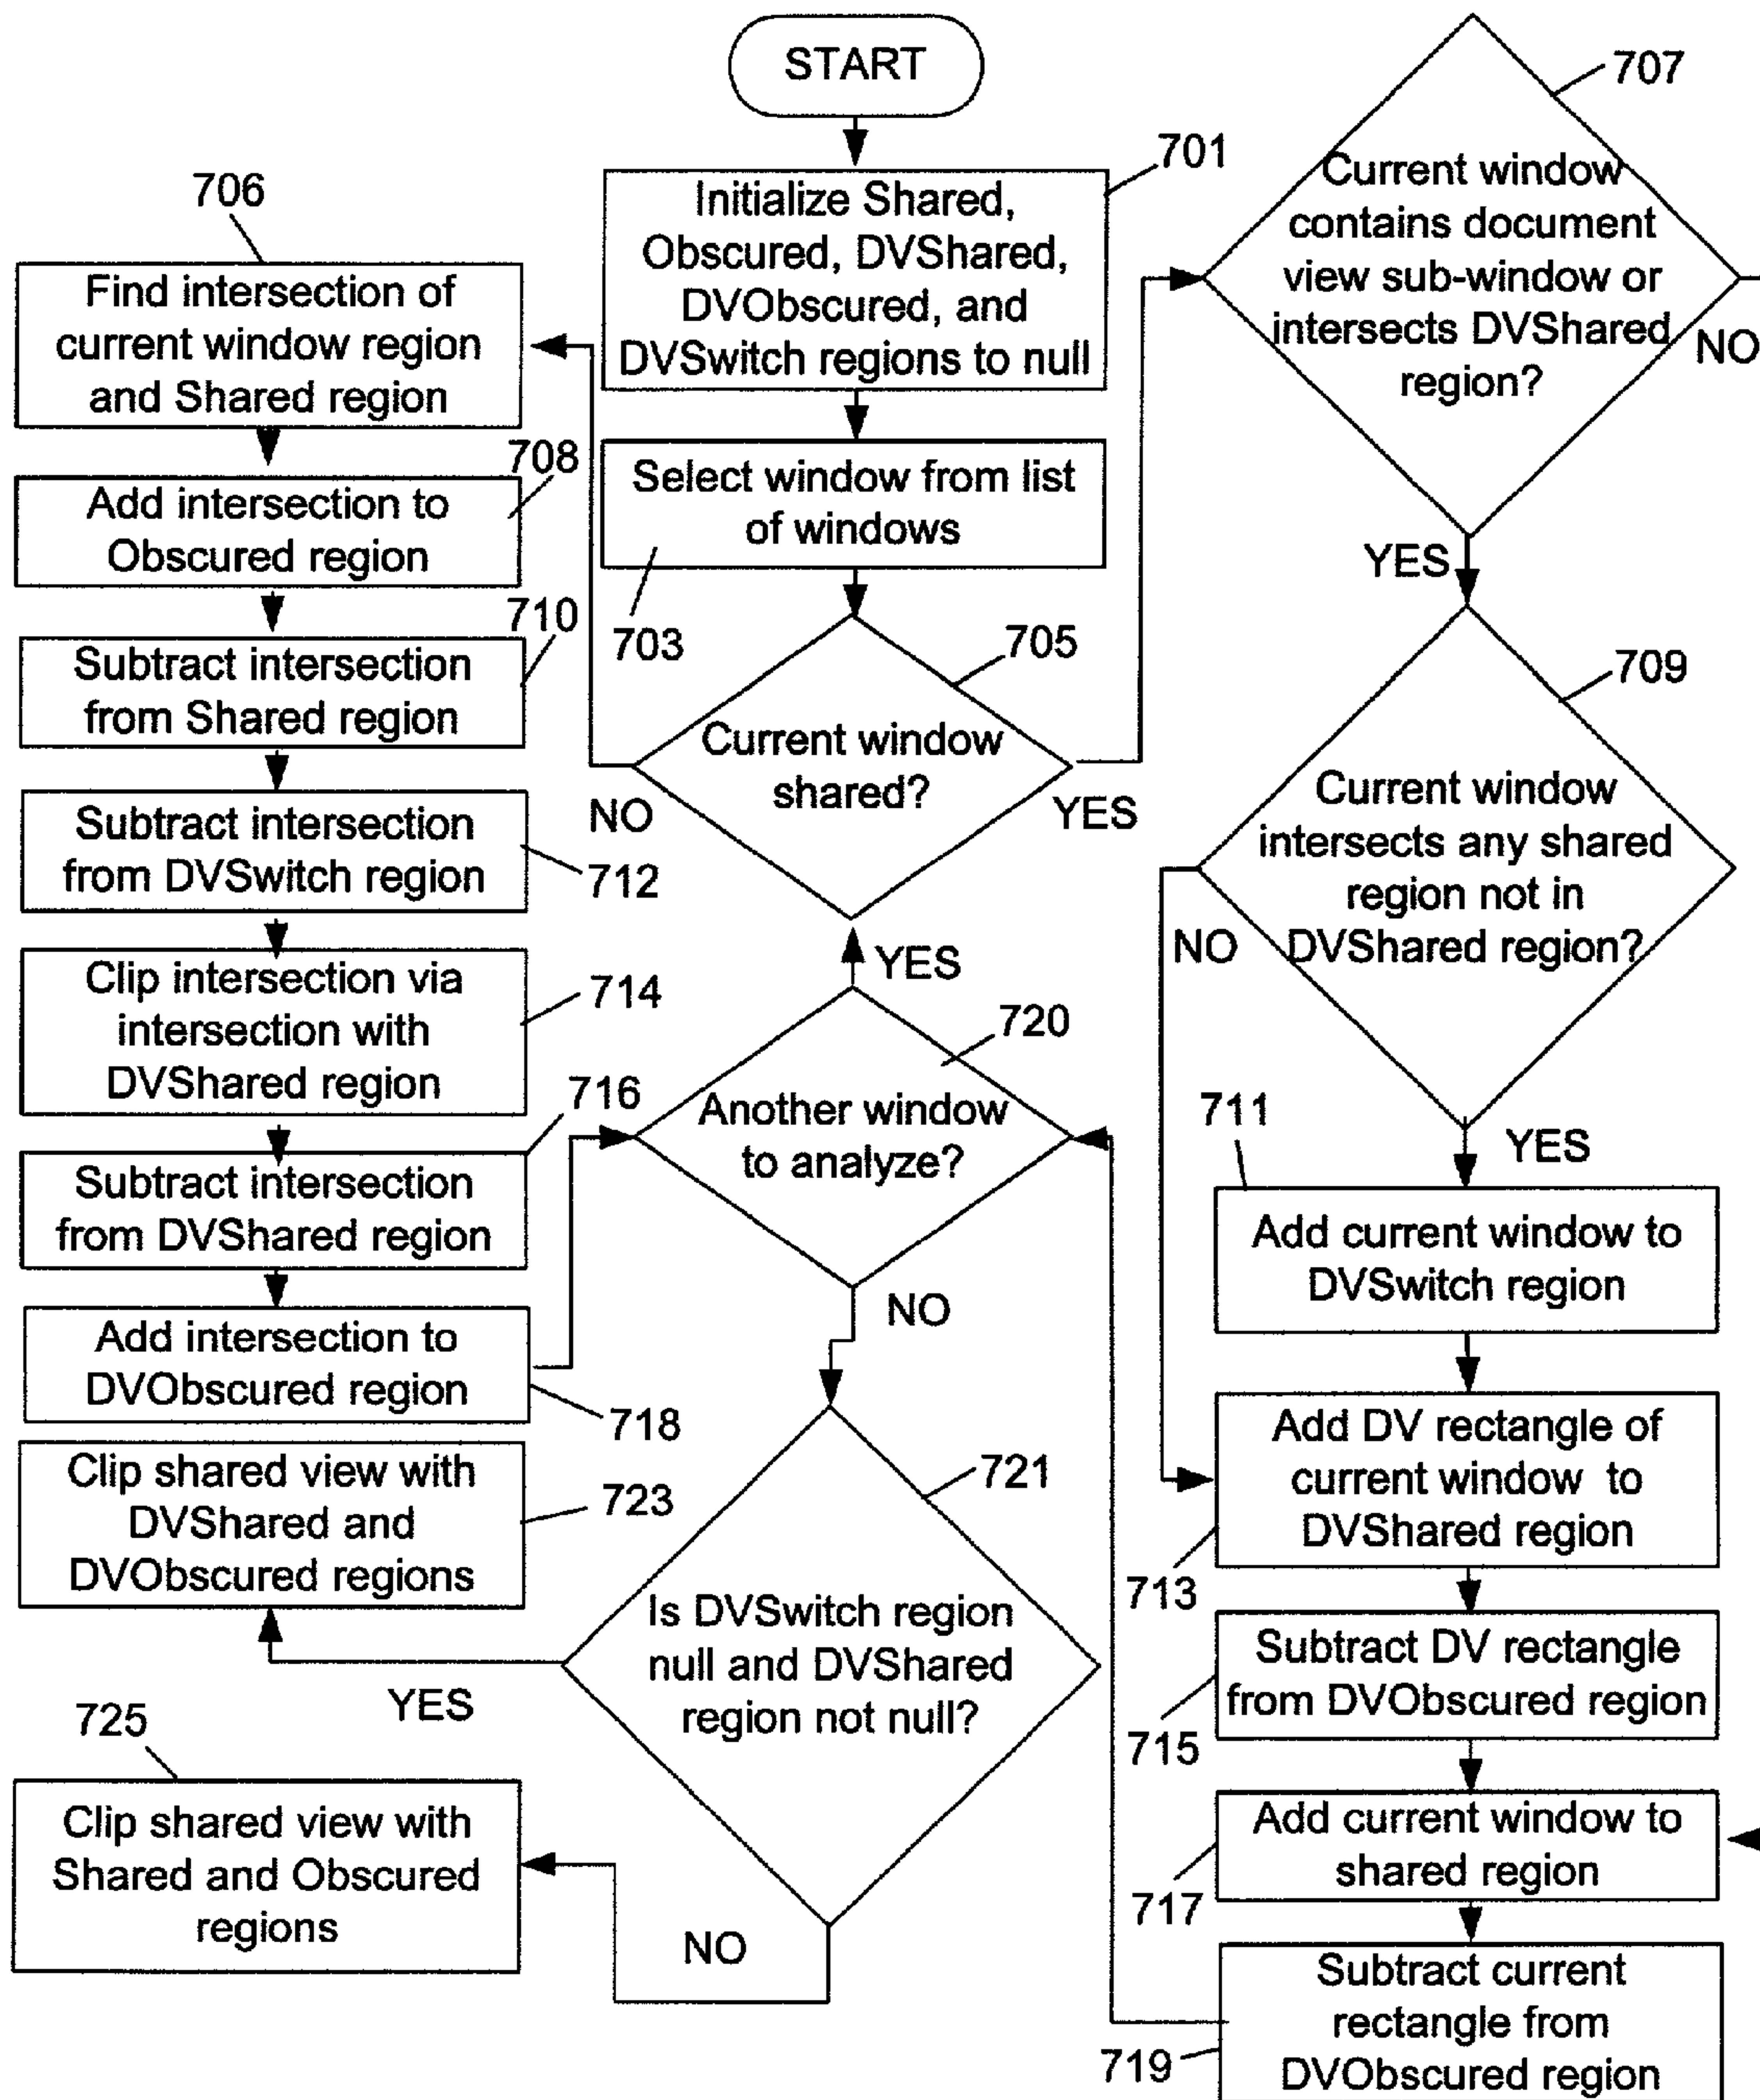 START
701
Initialize Shared,
Obscured, DVShared,
DVObscured, and
DVSwitch regions to null
Select window from list
of windows
703
705
Current window
shared?
NO
YES
706
Find intersection of
current window region
and Shared region
708
Add intersection to
Obscured region
710
Subtract intersection
from Shared region
Subtract intersection
from DVSwitch region
712
Clip intersection via
intersection with
DVShared region
714
716
Subtract intersection
from DVShared region
Add intersection to
DVObscured region
718
707
Current window
contains document
view sub-window or
intersects DVShared
region?
NO
YES
709
Current window
intersects any shared
region not in
DVShared region?
NO
YES
711
Add current window to
DVSwitch region
Add DV rectangle of
current window to
DVShared region
713
Subtract DV rectangle
from DVObscured region
715
Add current window to
shared region
717
Subtract current
rectangle from
DVObscured region
719
YES
720
Another window
to analyze?
NO
721
Is DVSwitch region
null and DVShared
region not null?
YES
NO
Clip shared view with
DVShared and
DVObscured regions
723
725
Clip shared view with
Shared and Obscured
regions